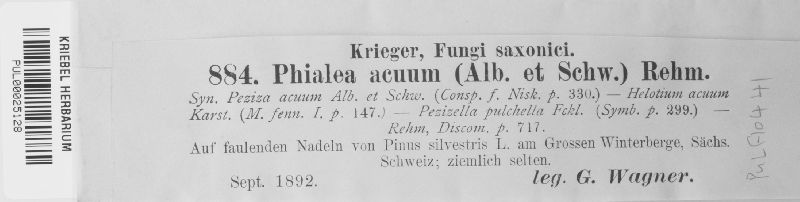 KRIEBEL HERBARIUM
PUL00025128
Krieger, Fungi saxonici.
884. Phialea acuum (Alb. et Schw.) Rehm.
Syn. Peziza acuum Alb. et Schw. (Consp. f. Nisk. p. 330.) — Helotium acuum
Karst. (M. fenn. I. p. 147.) — Pezizella pulchella Fckl. (Symb. p. 299.) —
Rehm, Discom. p. 717.
Auf faulenden Nadeln von Pinus silvestris L. am Grossen Winterberge, Sächs.
Schweiz; ziemlich selten.
Sept. 1892.
leg. G. Wagner.